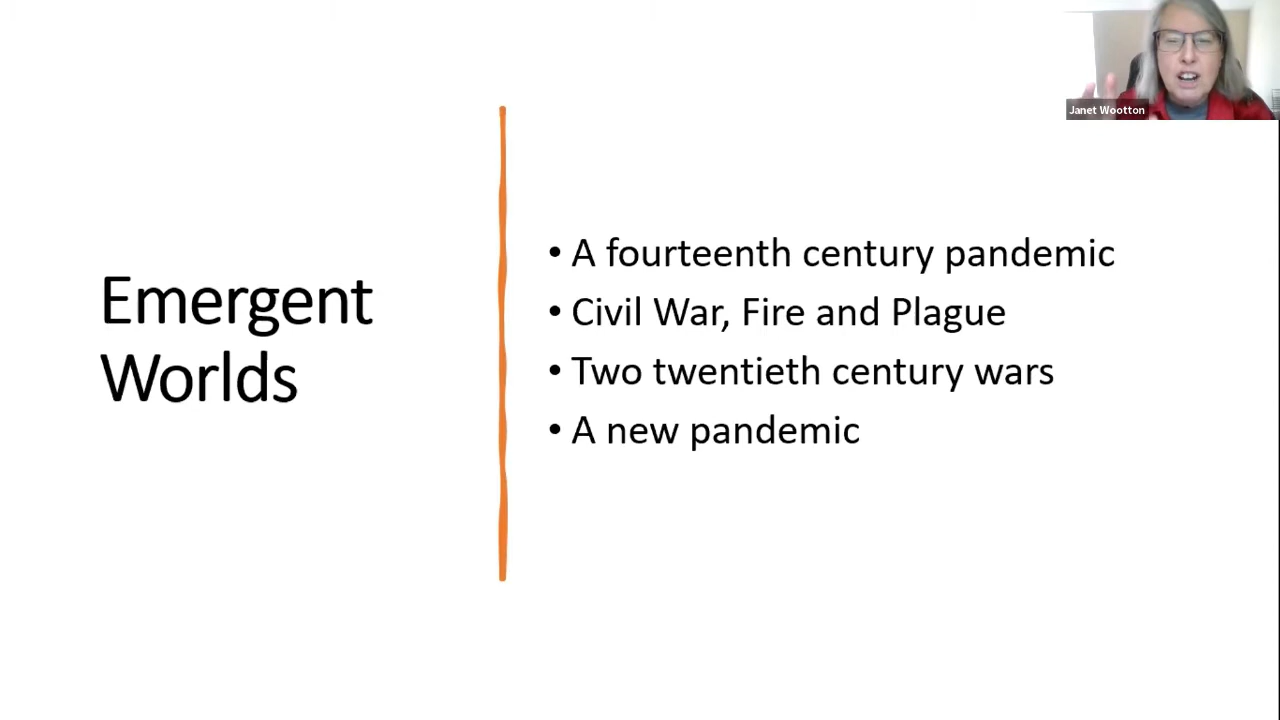 Janet Wootton
Emergent
Worlds
• A fourteenth century pandemic
• Civil War, Fire and Plague
• Two twentieth century wars
• A new pandemic